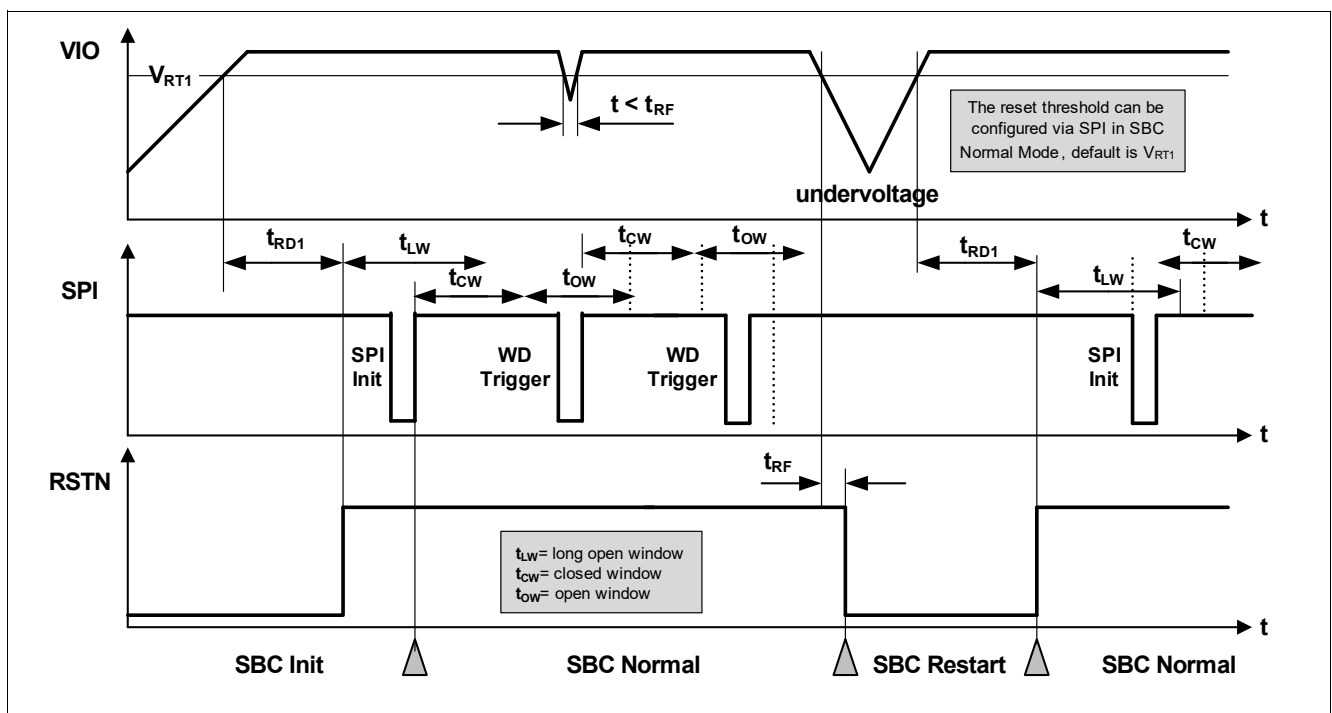 VIO
VRT1
t < tRF
The reset threshold can be
configured via SPI in SBC
Normal Mode, default is VRT1
undervoltage
t
SPI
tRD1
tLW
tCW
tOW
tCW
tOW
tRD1
tLW
tCW
SPI
Init
WD
Trigger
WD
Trigger
SPI
Init
t
RSTN
tRF
tLW= long open window
tCW= closed window
tOW= open window
t
SBC Init
SBC Normal
SBC Restart
SBC Normal